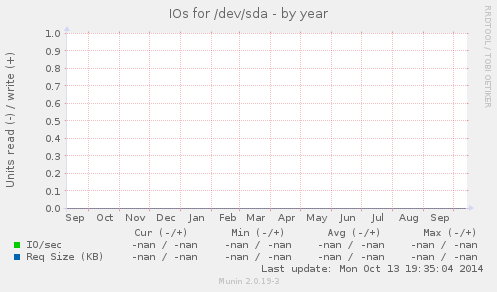 IOs for /dev/sda - by year
RRDTOOL / TOBI OETIKER
Units read (-) / write (+)
1.0
0.9
0.8
0.7
0.6
0.5
0.4
0.3
0.2
0.1
0.0
Sep Oct Nov Dec Jan Feb Mar Apr May Jun Jul Aug Sep
Cur (-/+) Min (-/+) Avg (-/+) Max (-/+)
IO/sec -nan / -nan -nan / -nan -nan / -nan -nan / -nan
Req Size (KB) -nan / -nan -nan / -nan -nan / -nan -nan / -nan
Last update: Mon Oct 13 19:35:04 2014
Munin 2.0.19-3